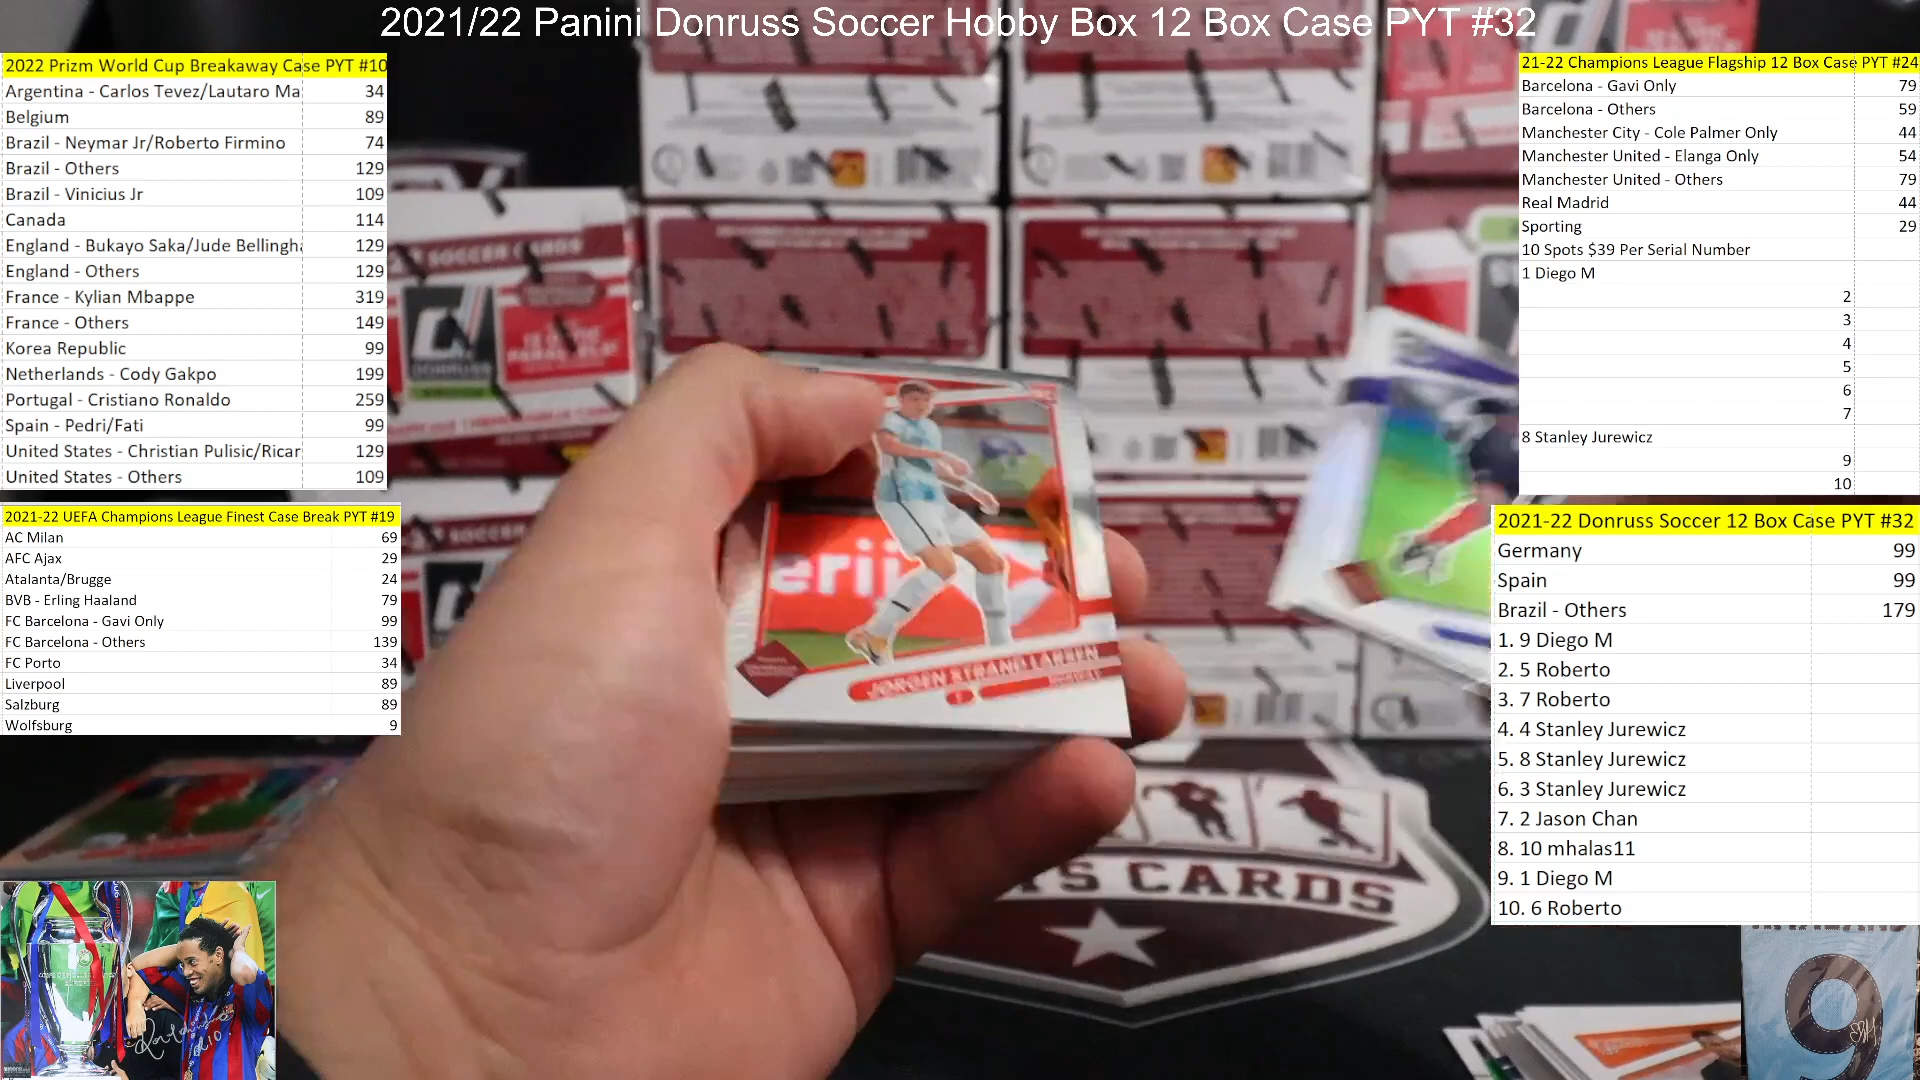 2021/22 Panini Donruss Soccer Hobby Box 12 Box Case PYT #32
2022 Prizm World Cup Breakaway Case PYT #10
Argentina - Carlos Tevez/Lautaro Ma 34
Belgium 89
Brazil - Neymar Jr/Roberto Firmino 74
Brazil - Others 129
Brazil - Vinicius Jr 109
Canada 114
England - Bukayo Saka/Jude Bellingha 129
England - Others 129
France - Kylian Mbappe 319
France - Others 149
Korea Republic 99
Netherlands - Cody Gakpo 199
Portugal - Cristiano Ronaldo 259
Spain - Pedri/Fati 99
United States - Christian Pulisic/Ricar 129
United States - Others 109
2021-22 UEFA Champions League Finest Case Break PYT #19
AC Milan 69
AFC Ajax 29
Atalanta/Brugge 24
BVB - Erling Haaland 79
FC Barcelona - Gavi Only 99
FC Barcelona - Others 139
FC Porto 34
Liverpool 89
Salzburg 89
Wolfsburg 9
21-22 Champions League Flagship 12 Box Case PYT #24
Barcelona - Gavi Only 79
Barcelona - Others 59
Manchester City - Cole Palmer Only 44
Manchester United - Elanga Only 54
Manchester United - Others 79
Real Madrid 44
Sporting 29
10 Spots $39 Per Serial Number
1 Diego M
2
3
4
5
6
7
8 Stanley Jurewicz
9
10
2021-22 Donruss Soccer 12 Box Case PYT #32
Germany 99
Spain 99
Brazil - Others 179
1. 9 Diego M
2. 5 Roberto
3. 7 Roberto
4. 4 Stanley Jurewicz
5. 8 Stanley Jurewicz
6. 3 Stanley Jurewicz
7. 2 Jason Chan
8. 10 mhalas11
9. 1 Diego M
10. 6 Roberto
SOCCER CARDS
DONRUSS
erij
JORGEN STRAND LARSEN
CARDS
9